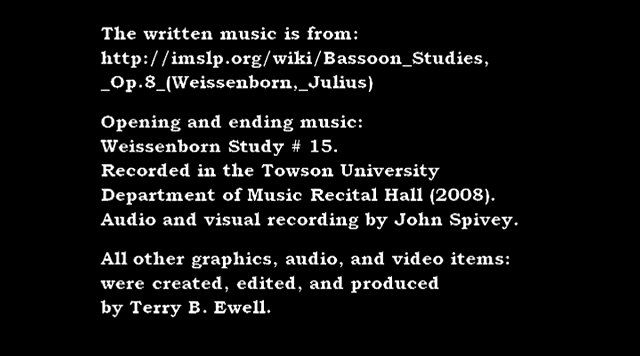 The written music is from:
http://imslp.org/wiki/Bassoon_Studies,
_Op.8_(Weissenborn,_Julius)
Opening and ending music:
Weissenborn Study # 15.
Recorded in the Towson University
Department of Music Recital Hall (2008).
Audio and visual recording by John Spivey.
All other graphics, audio, and video items:
were created, edited, and produced
by Terry B. Ewell.